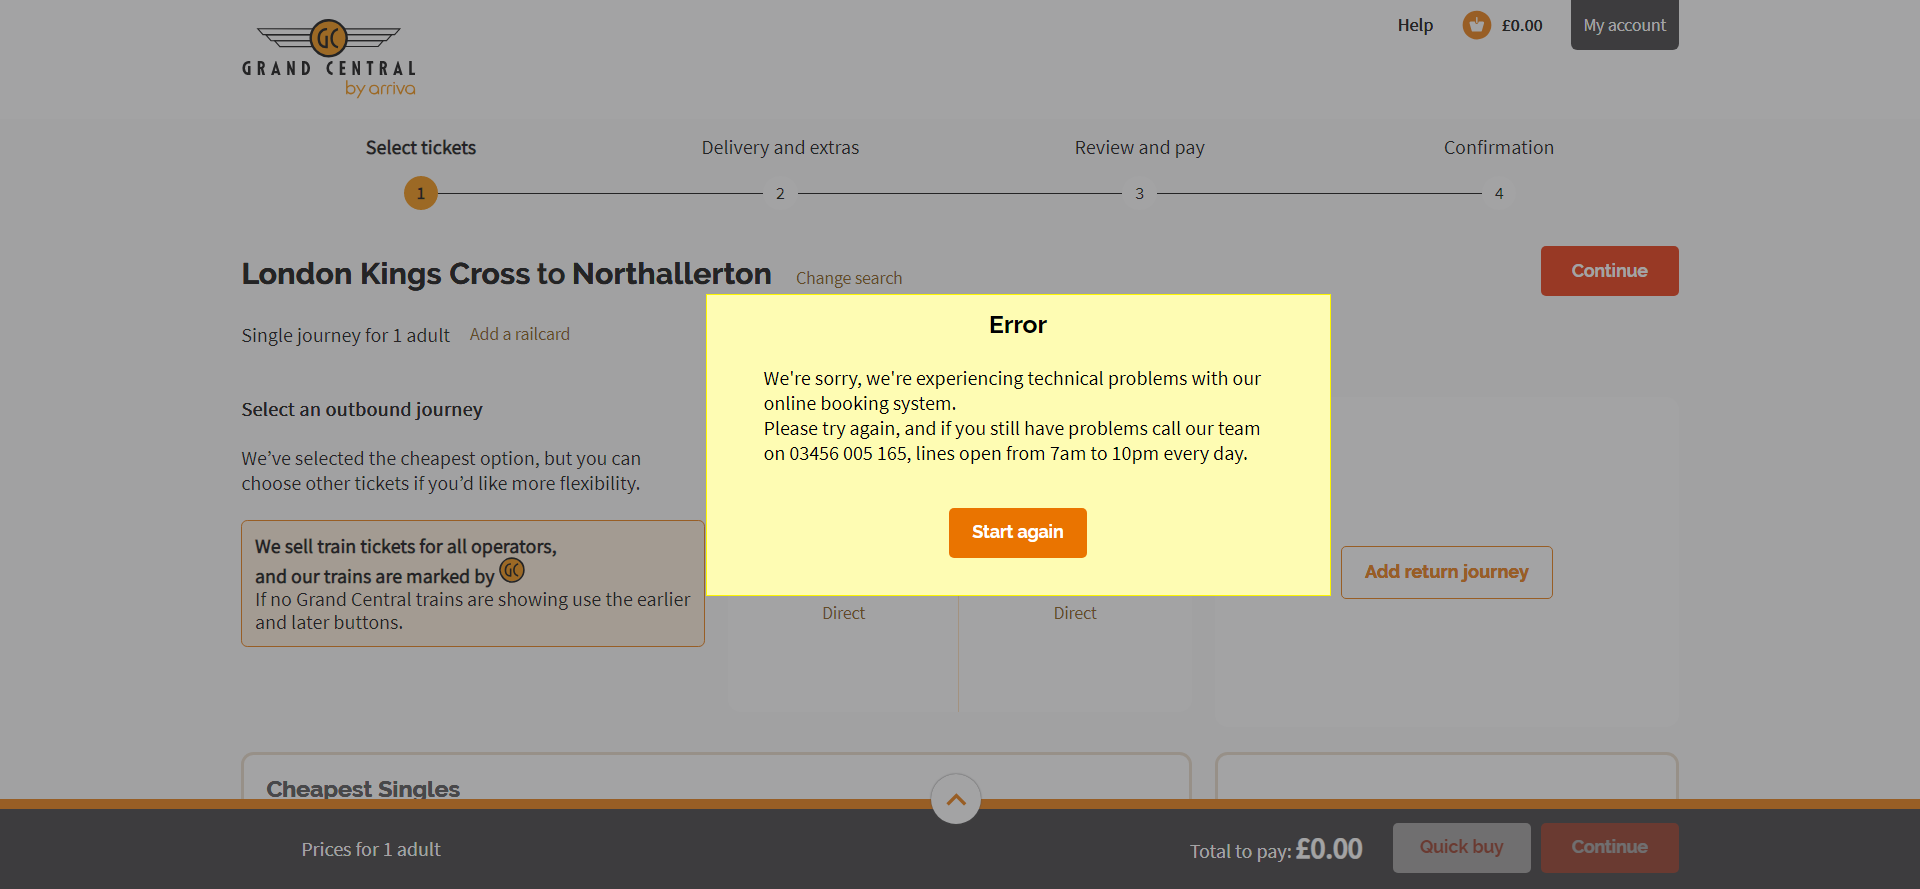 GC
GRAND CENTRAL
by arriva
Help
£0.00
My account
Select tickets
Delivery and extras
Review and pay
Confirmation
1
2
3
4
London Kings Cross to Northallerton
Change search
Continue
Single journey for 1 adult
Add a railcard
Select an outbound journey
We’ve selected the cheapest option, but you can
choose other tickets if you’d like more flexibility.
We sell train tickets for all operators,
and our trains are marked by GC
If no Grand Central trains are showing use the earlier
and later buttons.
Error
We're sorry, we're experiencing technical problems with our
online booking system.
Please try again, and if you still have problems call our team
on 03456 005 165, lines open from 7am to 10pm every day.
Start again
Direct
Direct
Add return journey
Cheapest Singles
Prices for 1 adult
Total to pay: £0.00
Quick buy
Continue